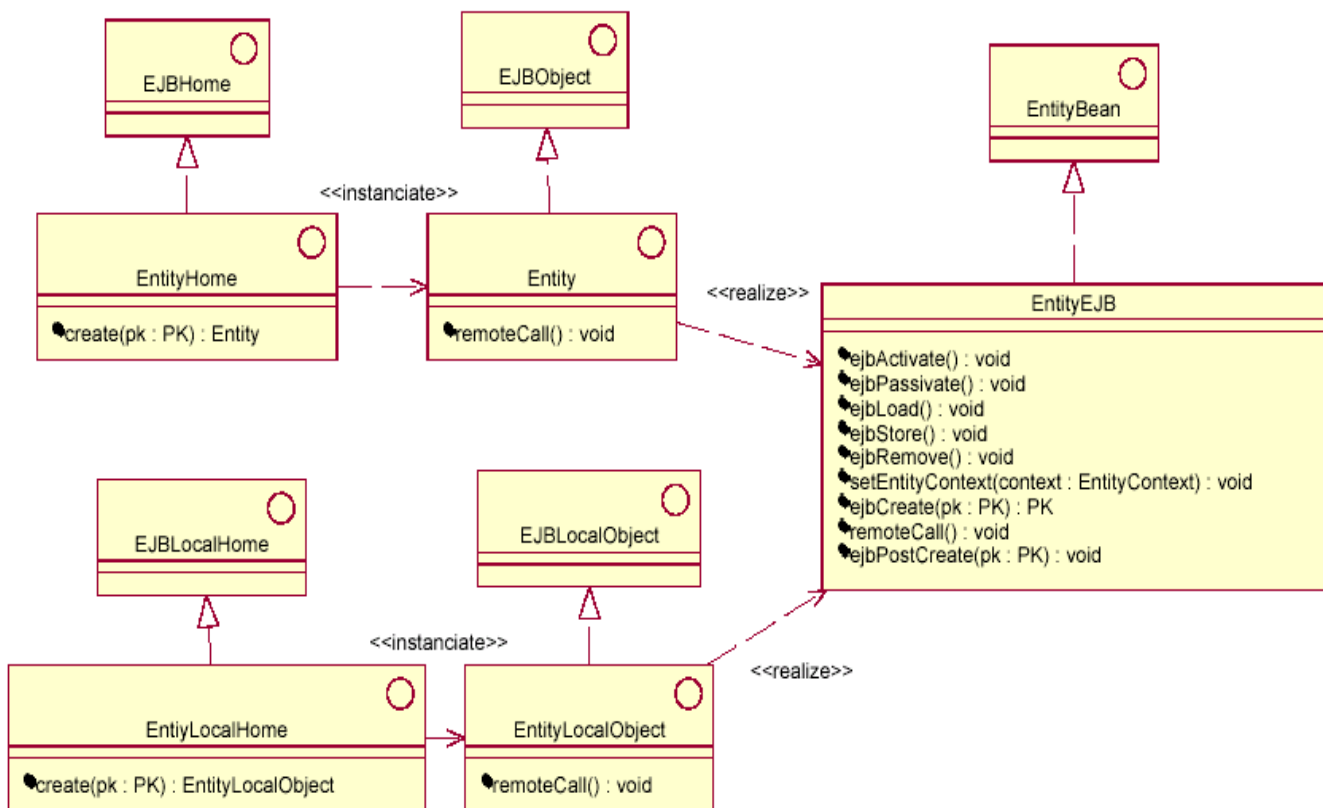 EJBHome
EJBObject
EntityBean
<<instanciate>>
EntityHome
create(pk : PK) : Entity
Entity
remoteCall() : void
<<realize>>
EntityEJB
ejbActivate() : void
ejbPassivate() : void
ejbLoad() : void
ejbStore() : void
ejbRemove() : void
setEntityContext(context : EntityContext) : void
ejbCreate(pk : PK) : PK
remoteCall() : void
ejbPostCreate(pk : PK) : void
EJBLocalHome
EJBLocalObject
<<instanciate>>
<<realize>>
EntiyLocalHome
create(pk : PK) : EntityLocalObject
EntityLocalObject
remoteCall() : void